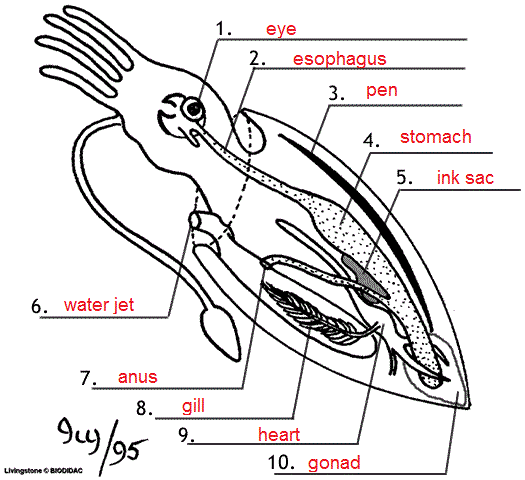 1. eye
2. esophagus
3. pen
4. stomach
5. ink sac
6. water jet
7. anus
8. gill
9. heart
10. gonad
/95
Livingstone © BIODIDAC